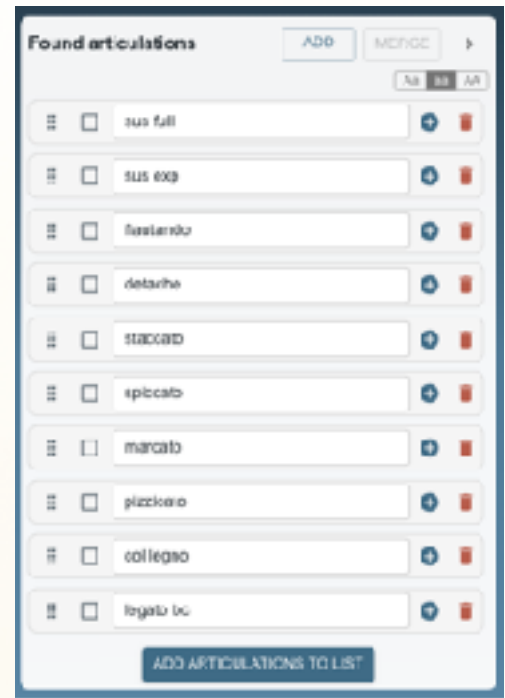 Found articulations ADD MERGE >
Aa aa AA
sus full
sus exp
flautando
detache
staccato
spiccato
marcato
pizzicato
col legno
legato
ADD ARTICULATIONS TO LIST